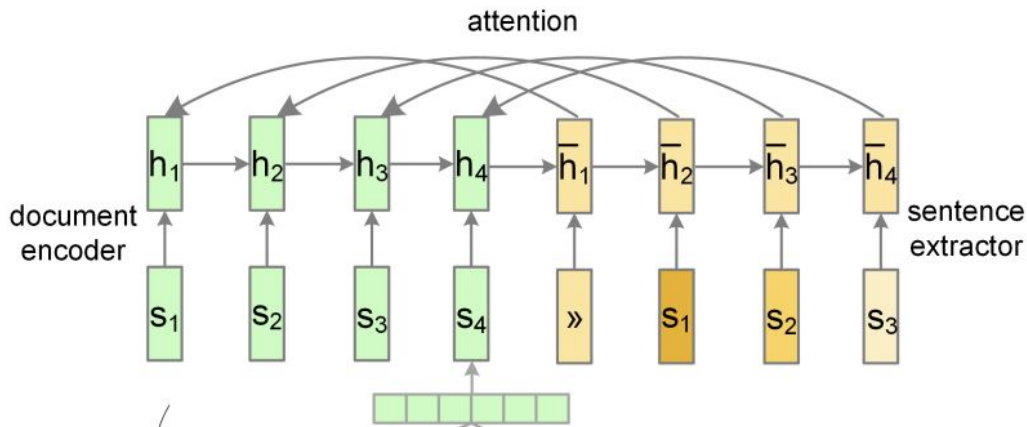 attention
h₁ h₂ h₃ h₄ h̄₁ h̄₂ h̄₃ h̄₄
document
encoder
sentence
extractor
s₁ s₂ s₃ s₄ » s₁ s₂ s₃